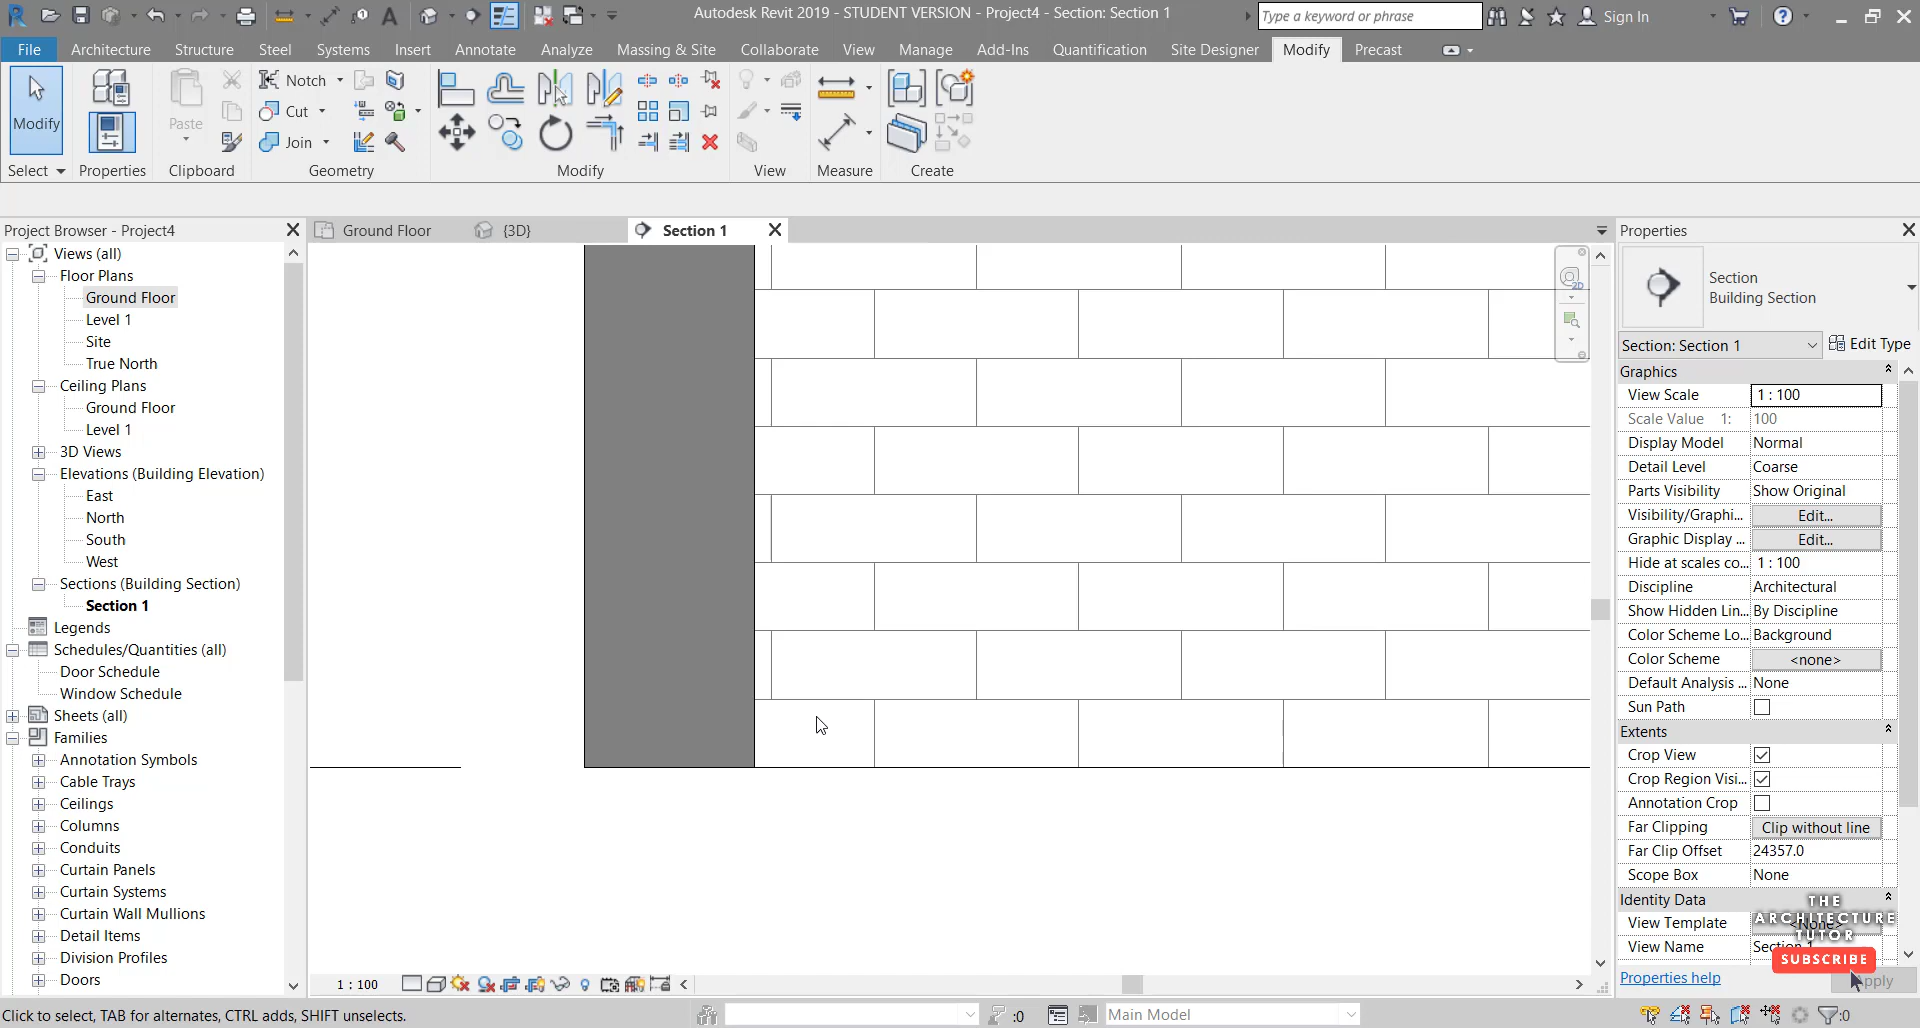 Autodesk Revit 2019 - STUDENT VERSION - Project4 - Section: Section 1
Type a keyword or phrase
Sign In
File Architecture Structure Steel Systems Insert Annotate Analyze Massing & Site Collaborate View Manage Add-Ins Quantification Site Designer Modify Precast
Modify
Paste
Notch
Cut
Join
Select Properties Clipboard Geometry Modify View Measure Create
Project Browser - Project4
Views (all)
Floor Plans
Ground Floor
Level 1
Site
True North
Ceiling Plans
Ground Floor
Level 1
3D Views
Elevations (Building Elevation)
East
North
South
West
Sections (Building Section)
Section 1
Legends
Schedules/Quantities (all)
Door Schedule
Window Schedule
Sheets (all)
Families
Annotation Symbols
Cable Trays
Ceilings
Columns
Conduits
Curtain Panels
Curtain Systems
Curtain Wall Mullions
Detail Items
Division Profiles
Doors
Ground Floor {3D} Section 1
2D
1 : 100
Properties
Section
Building Section
Section: Section 1 Edit Type
Graphics
View Scale 1 : 100
Scale Value 1: 100
Display Model Normal
Detail Level Coarse
Parts Visibility Show Original
Visibility/Graphi... Edit...
Graphic Display ... Edit...
Hide at scales co... 1 : 100
Discipline Architectural
Show Hidden Lin... By Discipline
Color Scheme Lo... Background
Color Scheme <none>
Default Analysis ... None
Sun Path
Extents
Crop View
Crop Region Visi...
Annotation Crop
Far Clipping Clip without line
Far Clip Offset 24357.0
Scope Box None
Identity Data
View Template <None>
View Name Section 1
THE
ARCHITECTURE
TUTOR
SUBSCRIBE
Properties help Apply
Click to select, TAB for alternates, CTRL adds, SHIFT unselects.
:0
Main Model
:0